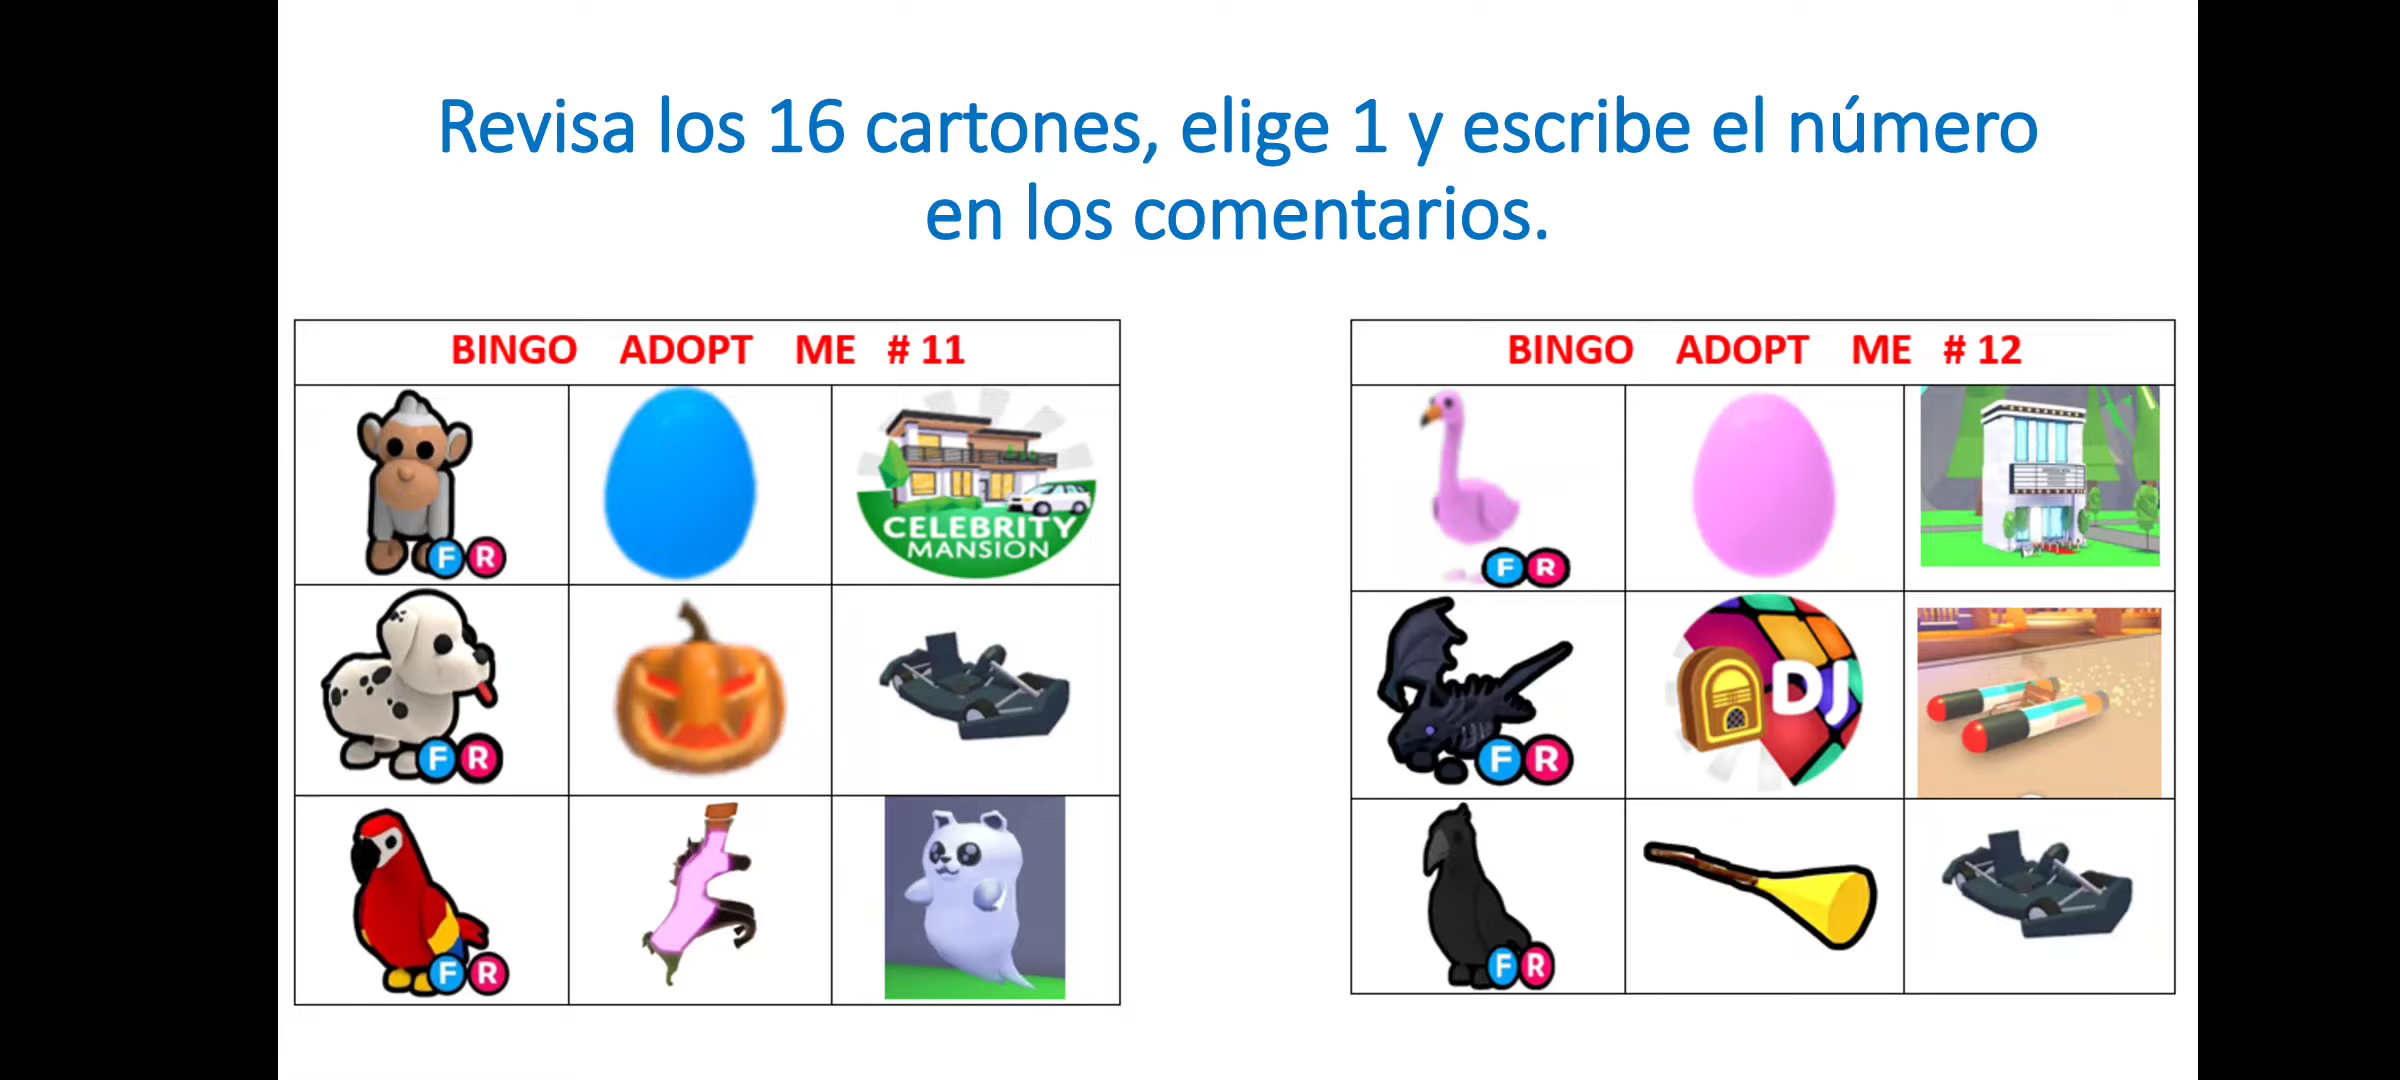 Revisa los 16 cartones, elige 1 y escribe el número
en los comentarios.
BINGO ADOPT ME # 11
CELEBRITY
MANSION
F R
F R
F R
BINGO ADOPT ME # 12
F R
DJ
F R
F R